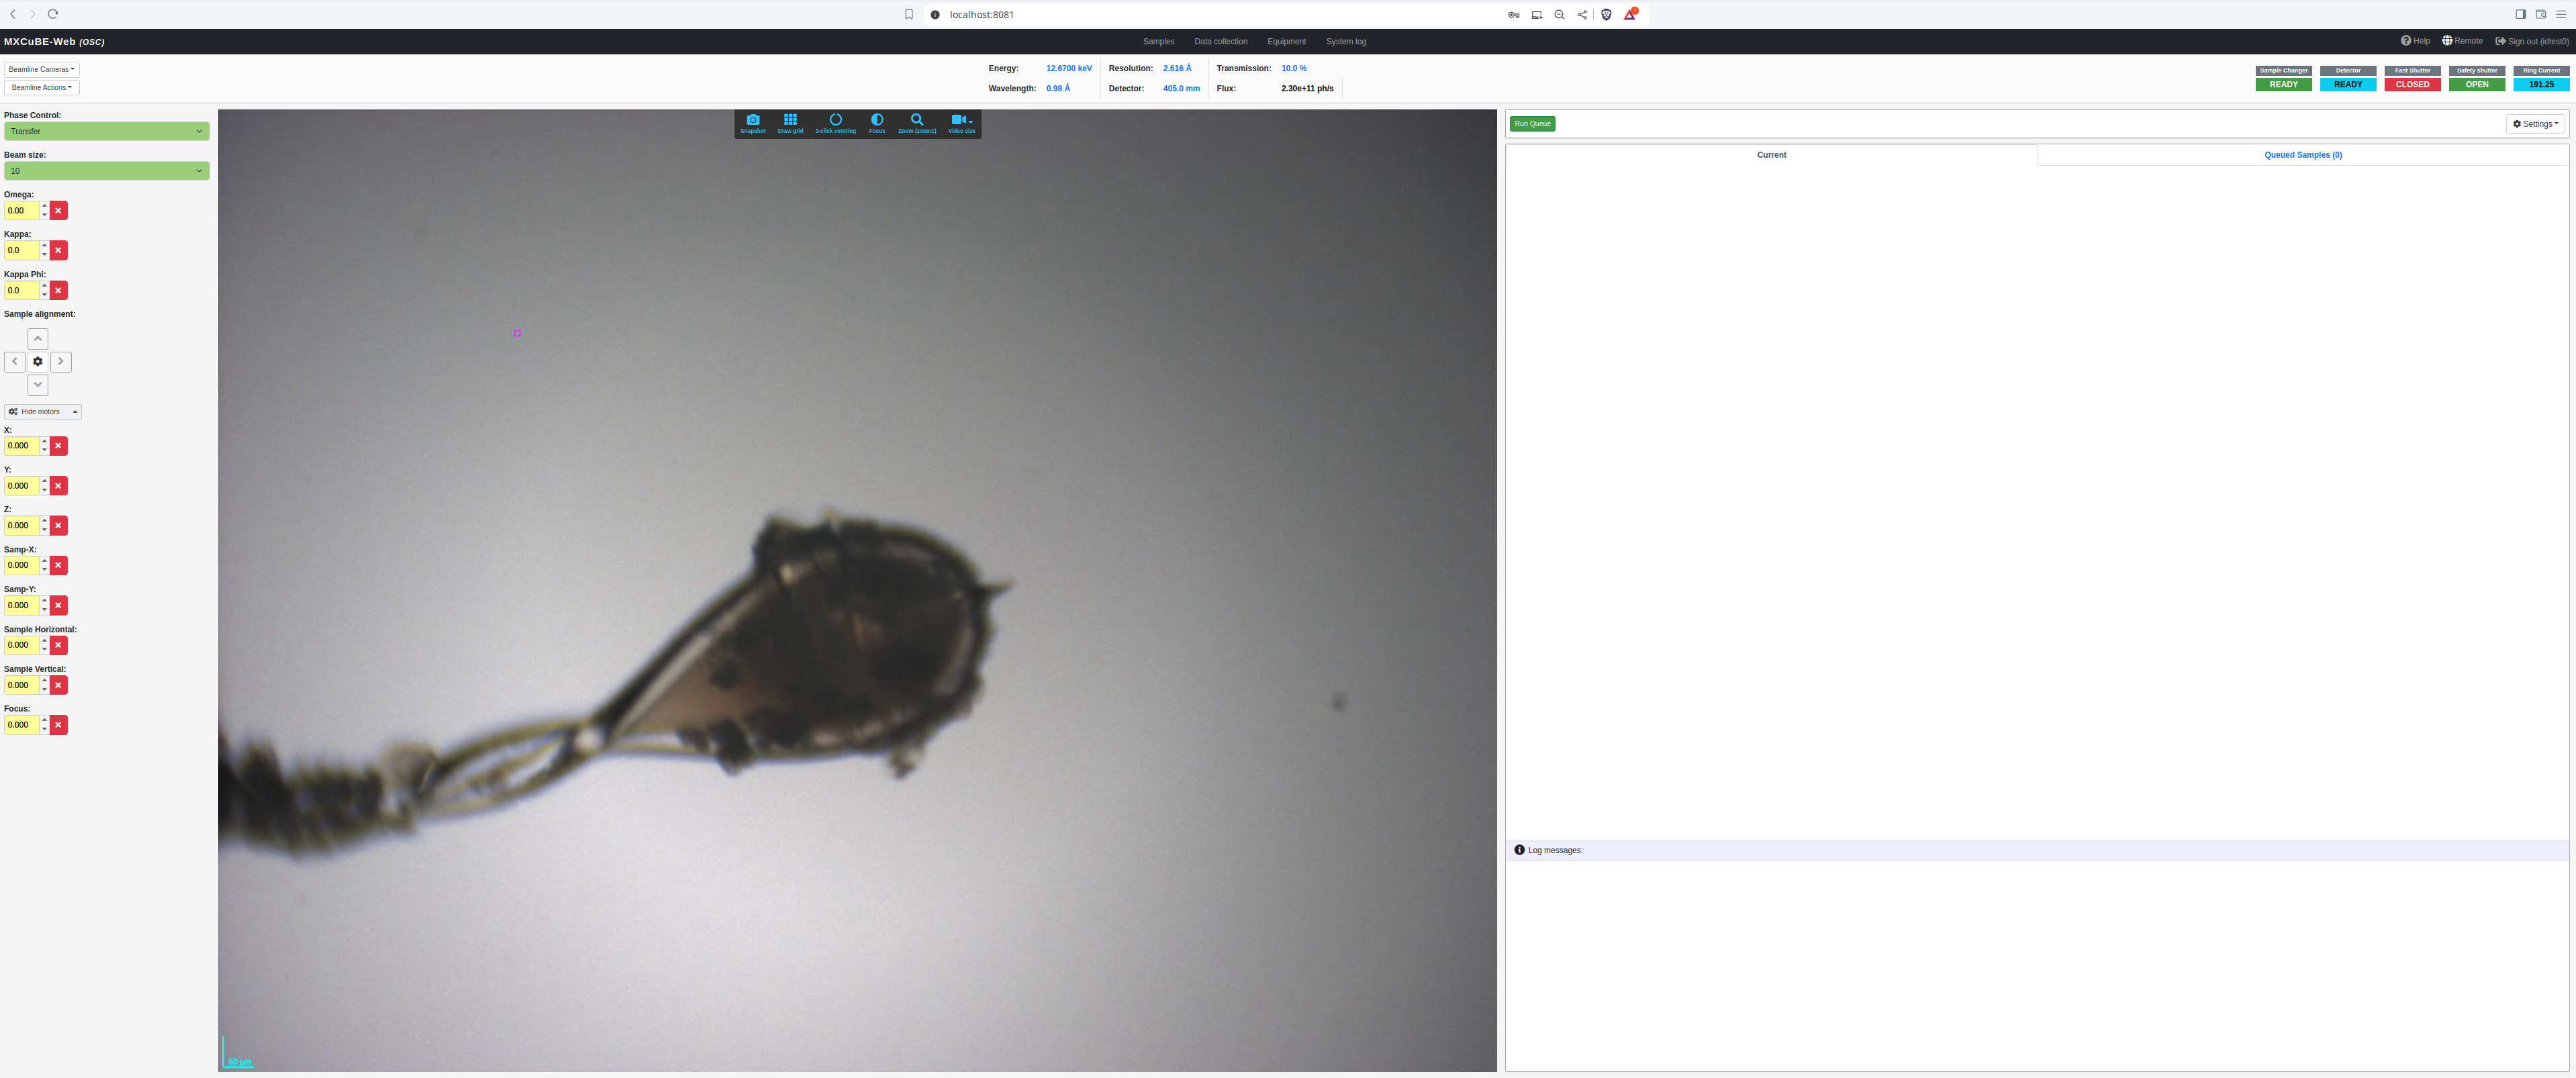 localhost:8081
MXCuBE-Web (OSC)
Samples Data collection Equipment System log
Help Remote Sign out (idtest0)
Beamline Cameras
Beamline Actions
Energy: 12.6700 keV Resolution: 2.616 Å Transmission: 10.0 %
Wavelength: 0.98 Å Detector: 405.0 mm Flux: 2.30e+11 ph/s
Sample Changer Detector Fast Shutter Safety shutter Ring Current
READY READY CLOSED OPEN 191.25
Phase Control:
Transfer
Beam size:
10
Omega:
0.00
Kappa:
0.0
Kappa Phi:
0.0
Sample alignment:
Hide motors
X:
0.000
Y:
0.000
Z:
0.000
Samp-X:
0.000
Samp-Y:
0.000
Sample Horizontal:
0.000
Sample Vertical:
0.000
Focus:
0.000
Snapshot Draw grid 3-click centring Focus Zoom (zoom1) Video size
50 µm
Run Queue Settings
Current Queued Samples (0)
Log messages: